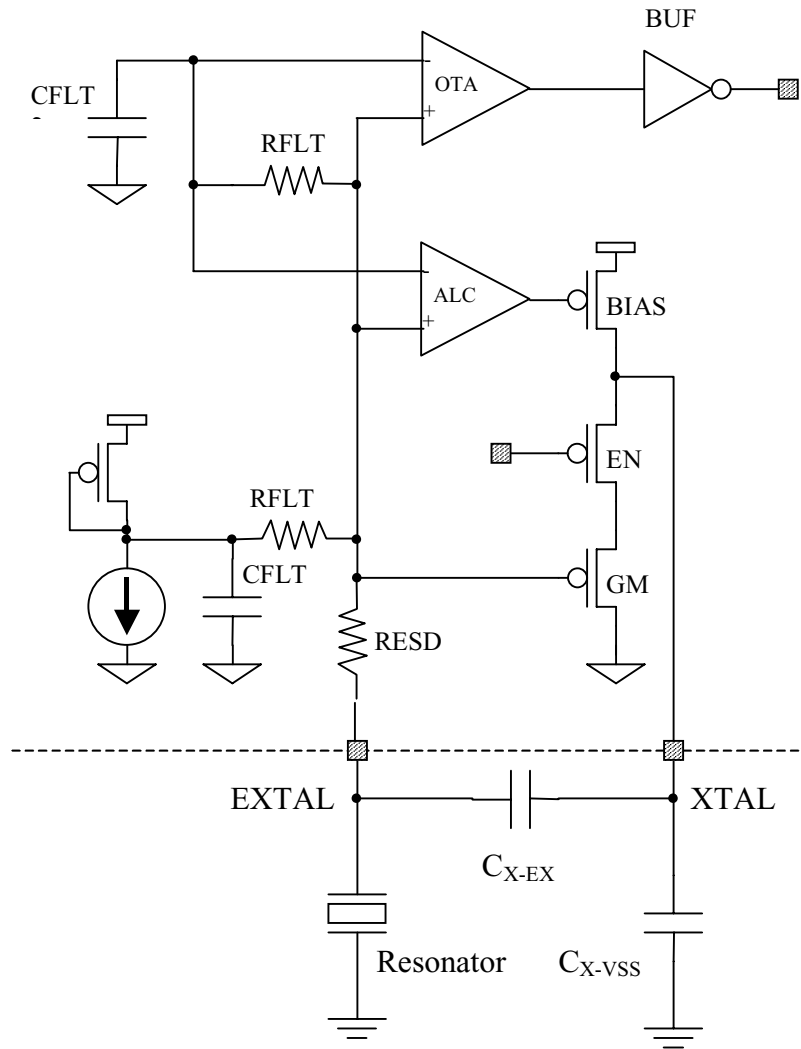 BUF
CFLT
-
OTA
+
RFLT
-
ALC
+
BIAS
EN
RFLT
CFLT
GM
RESD
EXTAL
XTAL
CX-EX
Resonator
CX-VSS